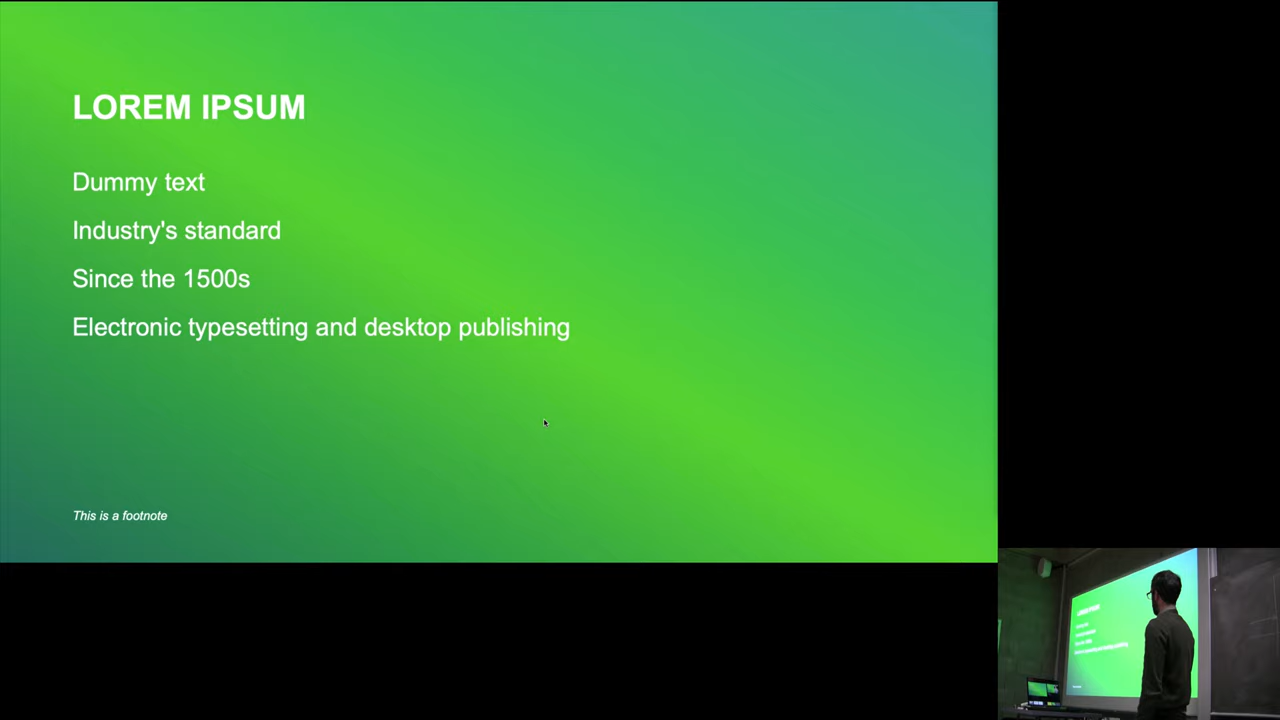 LOREM IPSUM
Dummy text
Industry's standard
Since the 1500s
Electronic typesetting and desktop publishing
This is a footnote